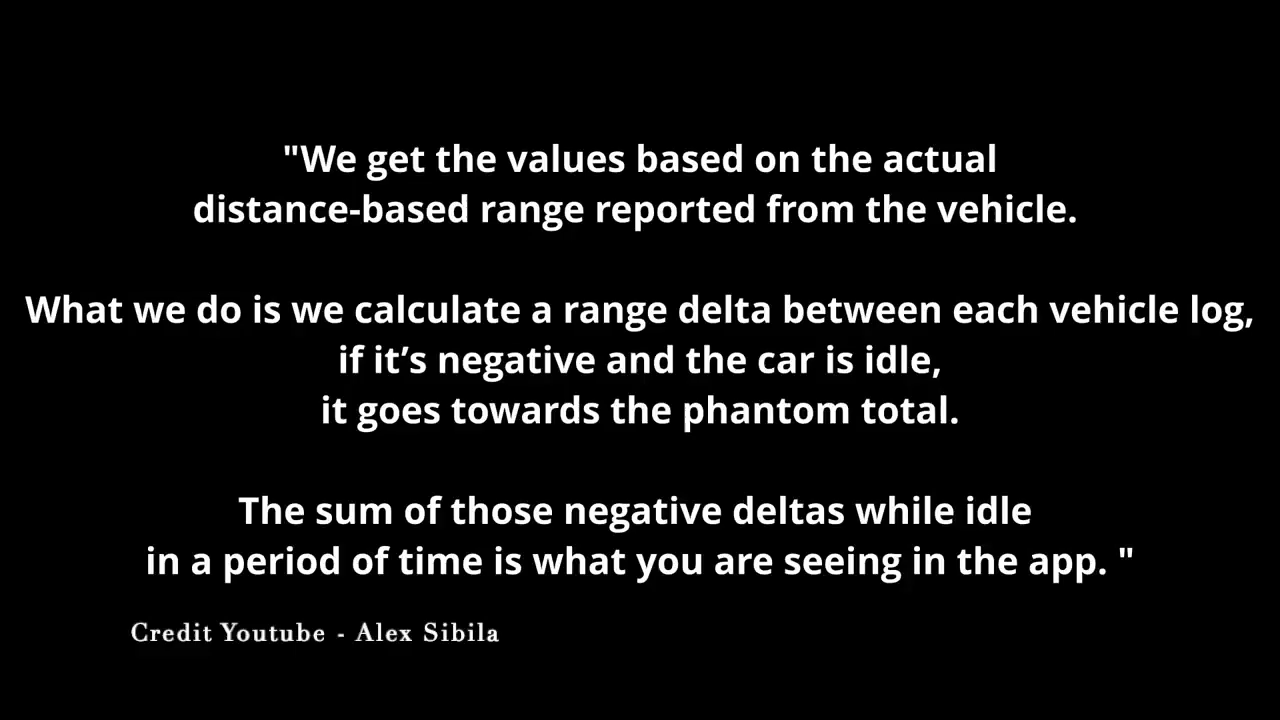 "We get the values based on the actual
distance-based range reported from the vehicle.
What we do is we calculate a range delta between each vehicle log,
if it’s negative and the car is idle,
it goes towards the phantom total.
The sum of those negative deltas while idle
in a period of time is what you are seeing in the app. "
Credit Youtube - Alex Sibila